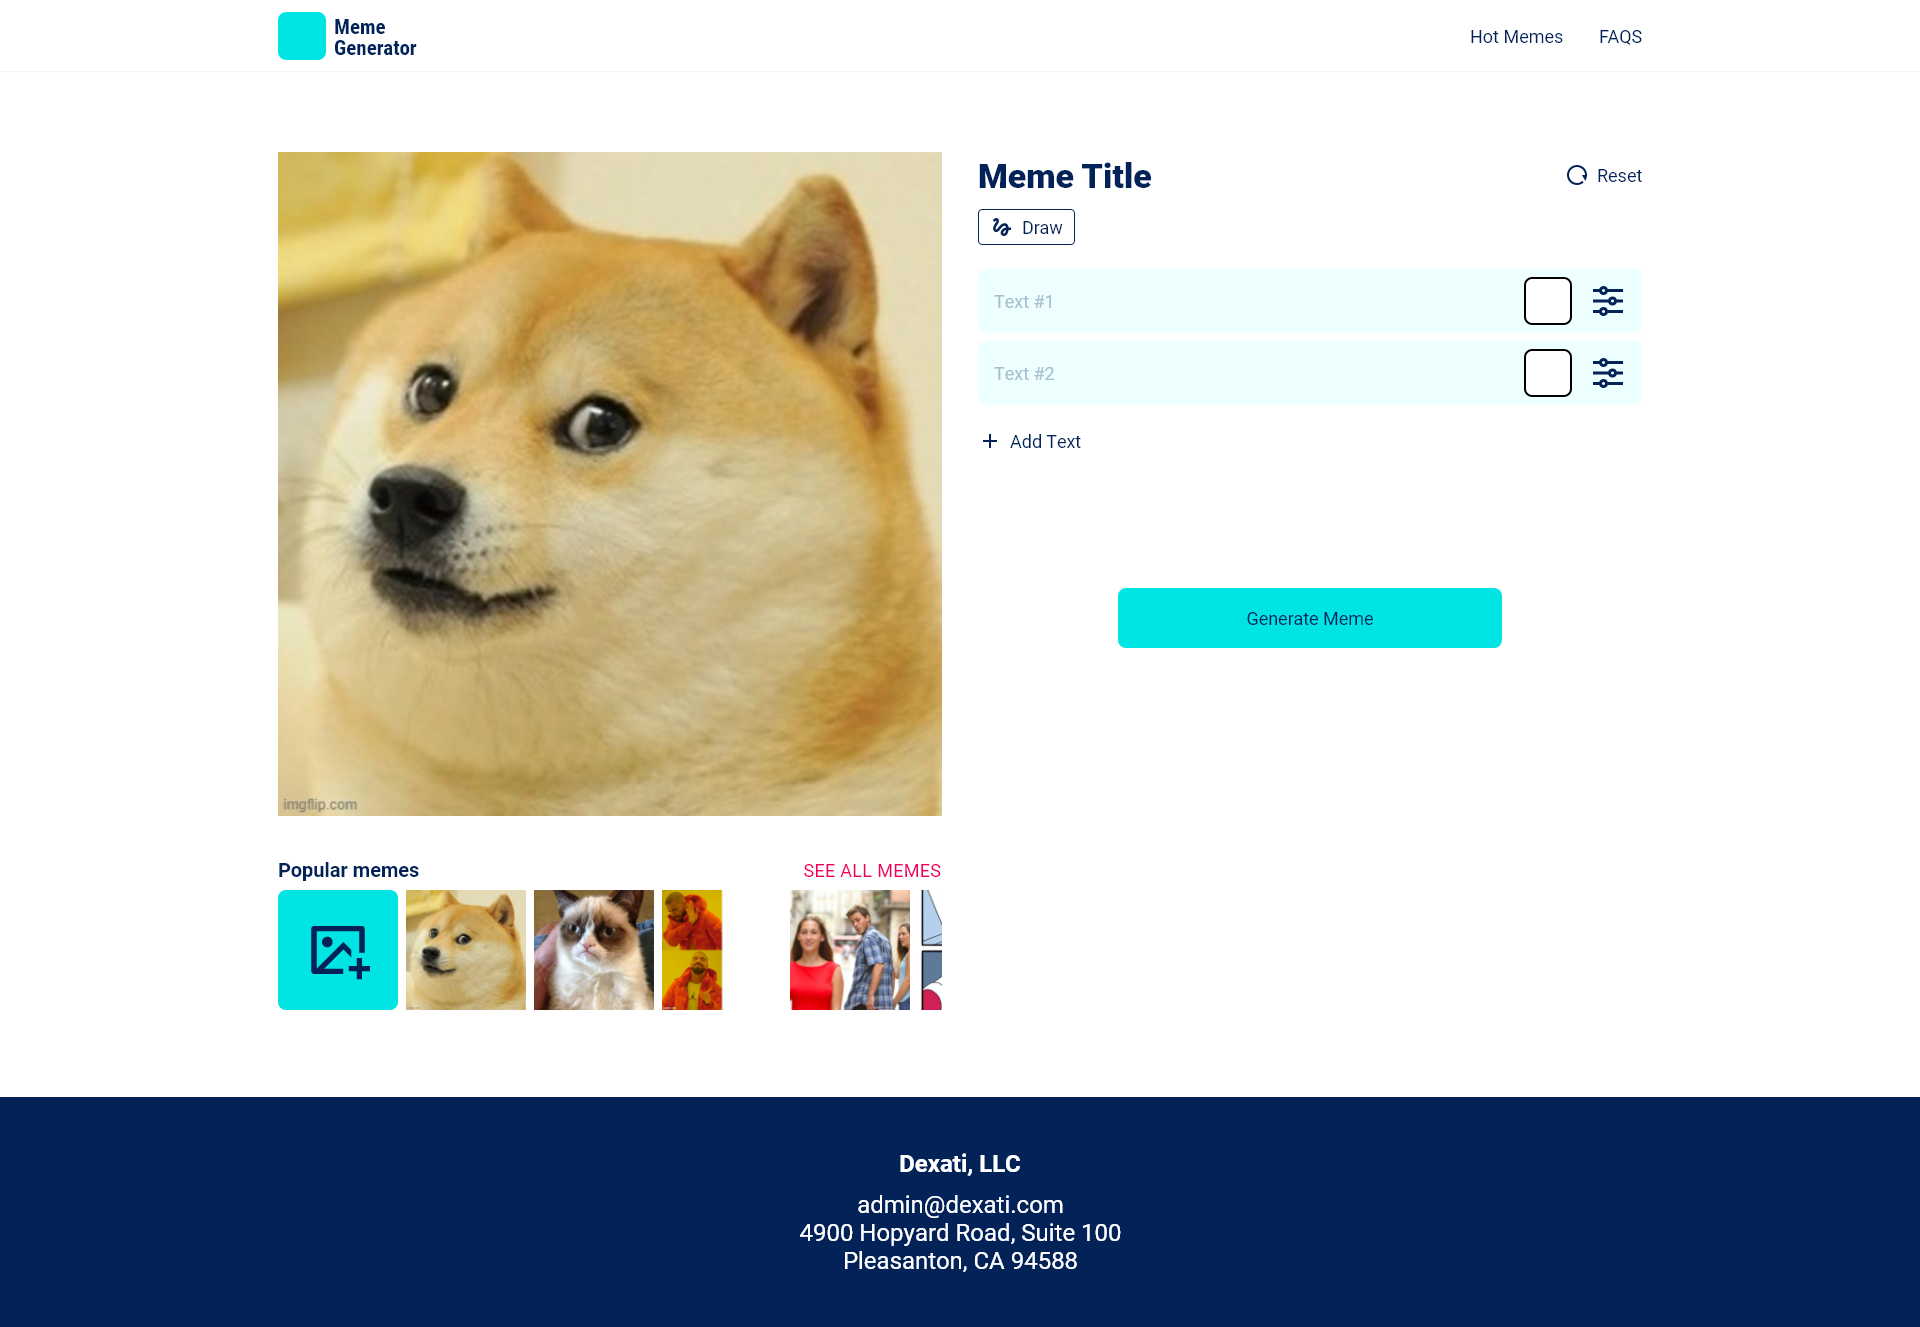 Meme
Generator
Hot Memes
FAQS
Meme Title
Reset
Draw
Text #1
Text #2
Add Text
Generate Meme
imgflip.com
Popular memes
SEE ALL MEMES
Dexati, LLC
admin@dexati.com
4900 Hopyard Road, Suite 100
Pleasanton, CA 94588